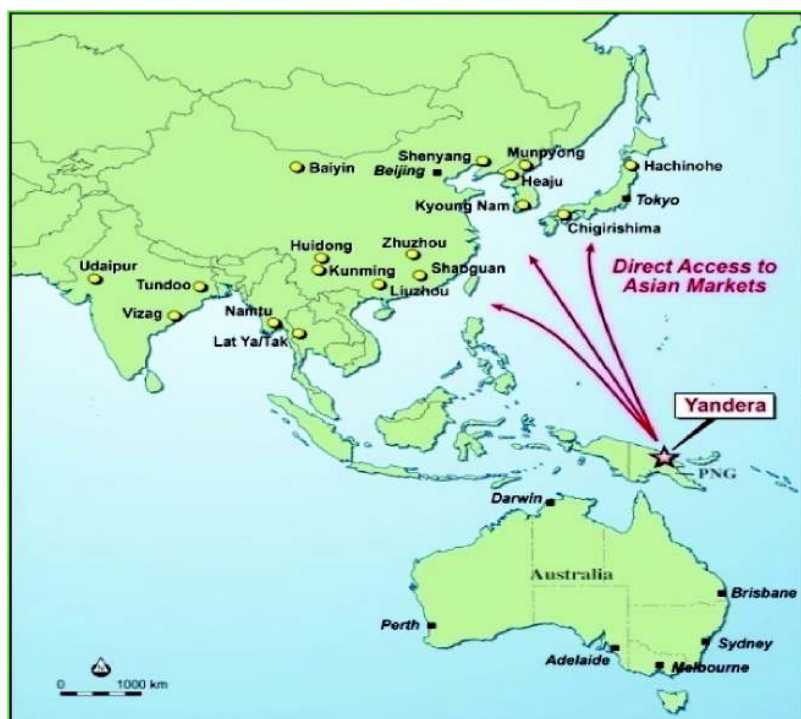 Shenyang
Munpyong
Baiyin
Beijing
Hachinohe
Heaju
Tokyo
Kyoung Nam
Chigirishima
Huidong
Zhuzhou
Udaipur
Kunming
Shaoguan
Direct Access to
Asian Markets
Tundoo
Liuzhou
Vizag
Namtu
Lat Ya/Tak
Yandera
PNG
Darwin
Australia
Brisbane
Perth
Sydney
Adelaide
Melbourne
0 1000 km